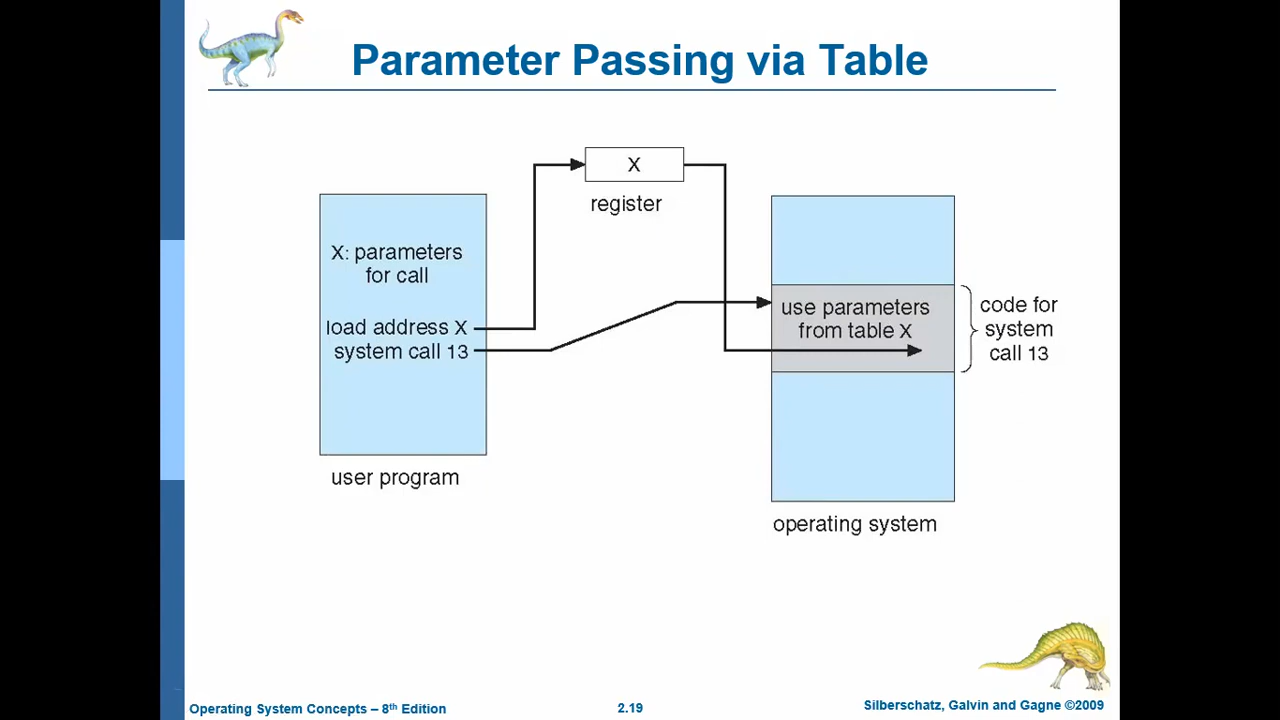 Parameter Passing via Table
X
register
X: parameters
for call
load address X
system call 13
user program
use parameters
from table X
code for
system
call 13
operating system
Operating System Concepts – 8th Edition
2.19
Silberschatz, Galvin and Gagne ©2009